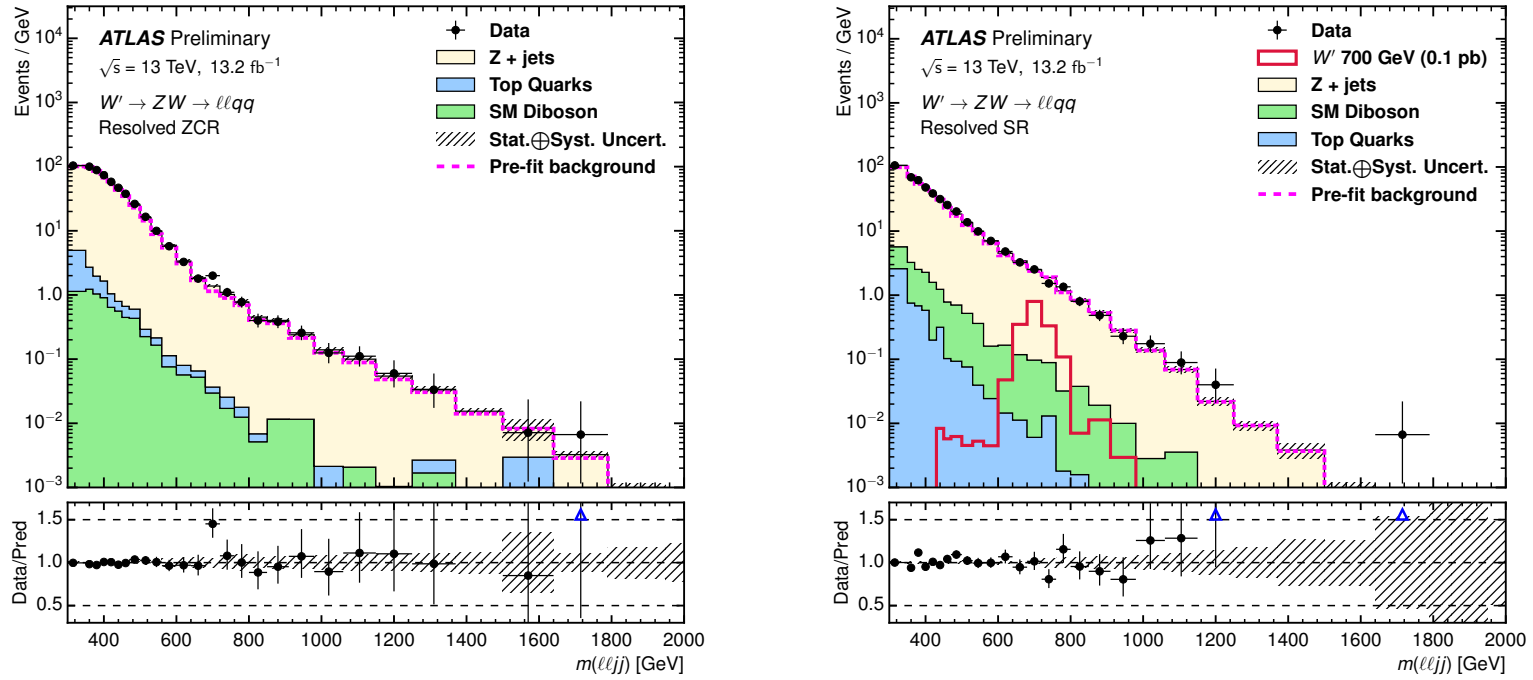 Events / GeV
10⁴
10³
10²
10¹
1.0
10⁻¹
10⁻²
10⁻³
ATLAS Preliminary
√s = 13 TeV, 13.2 fb⁻¹
W′ → ZW → ℓℓqq
Resolved ZCR
Data
Z + jets
Top Quarks
SM Diboson
Stat.⊕Syst. Uncert.
Pre-fit background
Data/Pred
1.5
1.0
0.5
400 600 800 1000 1200 1400 1600 1800 2000
m(ℓℓjj) [GeV]
Events / GeV
10⁴
10³
10²
10¹
1.0
10⁻¹
10⁻²
10⁻³
ATLAS Preliminary
√s = 13 TeV, 13.2 fb⁻¹
W′ → ZW → ℓℓqq
Resolved SR
Data
W′ 700 GeV (0.1 pb)
Z + jets
SM Diboson
Top Quarks
Stat.⊕Syst. Uncert.
Pre-fit background
Data/Pred
1.5
1.0
0.5
400 600 800 1000 1200 1400 1600 1800 2000
m(ℓℓjj) [GeV]